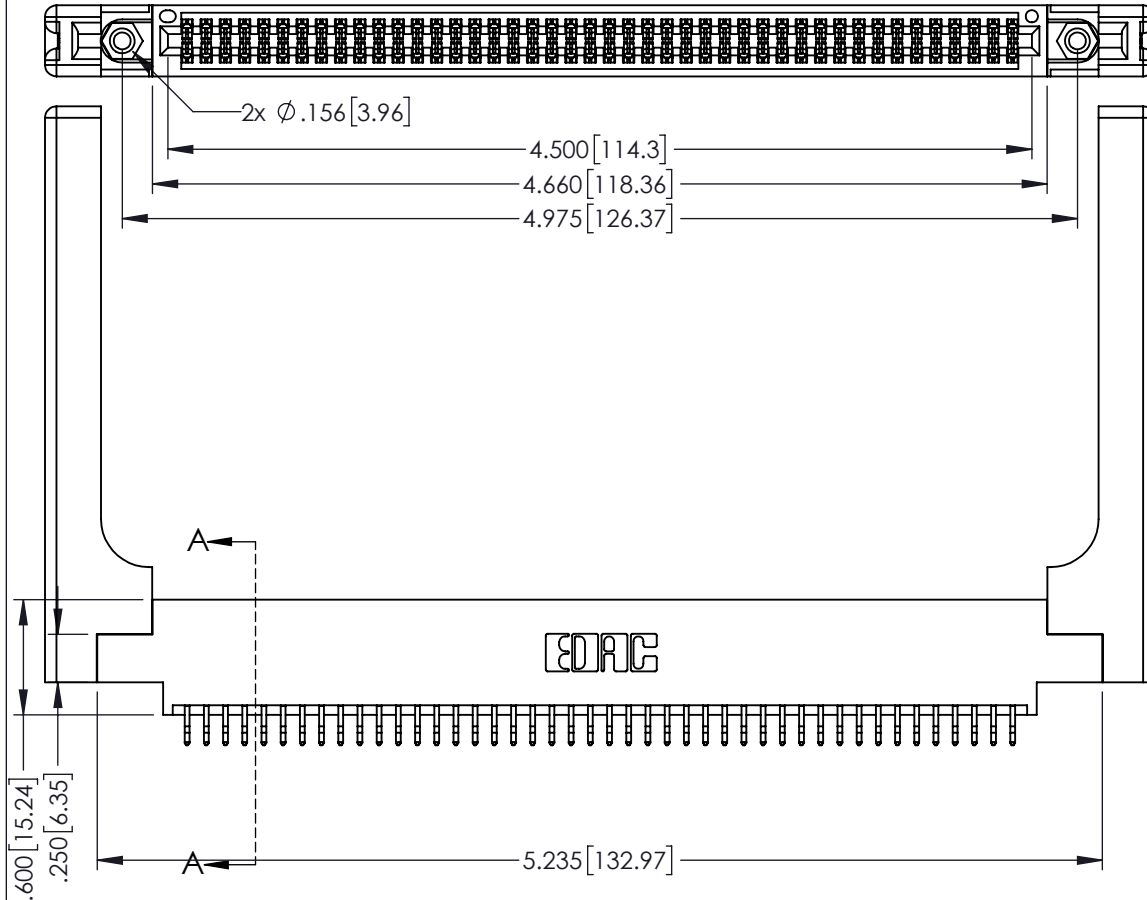 2x Ø .156[3.96]
4.500[114.3]
4.660[118.36]
4.975[126.37]
A
EDAC
.600[15.24]
.250[6.35]
A
5.235[132.97]